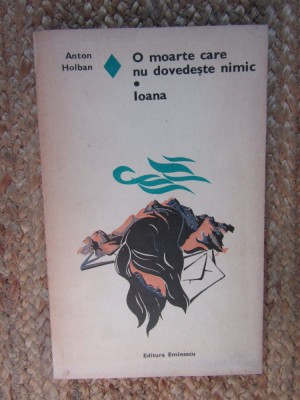 Anton
Holban
O moarte care
nu dovedește nimic
•
Ioana
Editura Eminescu